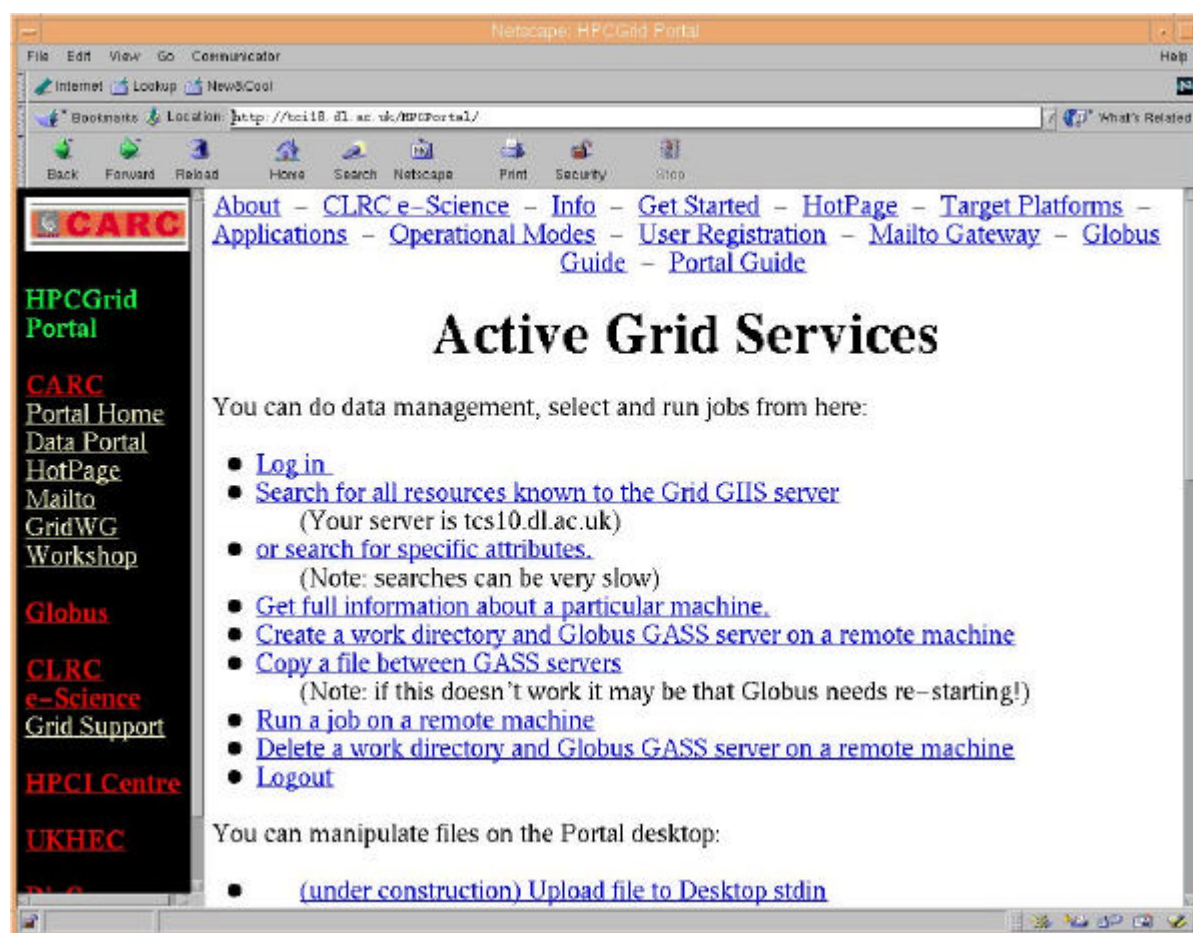 Netscape: HPCGrid Portal
File Edit View Go Communicator Help
Internet Lookup New&Cool
Bookmarks Location: http://tci18.dl.ac.uk/HPCPortal/ What's Related
Back Forward Reload Home Search Netscape Print Security Stop
CARC
HPCGrid
Portal
CARC
Portal Home
Data Portal
HotPage
Mailto
GridWG
Workshop
Globus
CLRC
e-Science
Grid Support
HPCI Centre
UKHEC
About – CLRC e-Science – Info – Get Started – HotPage – Target Platforms –
Applications – Operational Modes – User Registration – Mailto Gateway – Globus
Guide – Portal Guide
Active Grid Services
You can do data management, select and run jobs from here:
Log in
Search for all resources known to the Grid GIIS server
(Your server is tcs10.dl.ac.uk)
or search for specific attributes.
(Note: searches can be very slow)
Get full information about a particular machine.
Create a work directory and Globus GASS server on a remote machine
Copy a file between GASS servers
(Note: if this doesn't work it may be that Globus needs re-starting!)
Run a job on a remote machine
Delete a work directory and Globus GASS server on a remote machine
Logout
You can manipulate files on the Portal desktop:
(under construction) Upload file to Desktop stdin